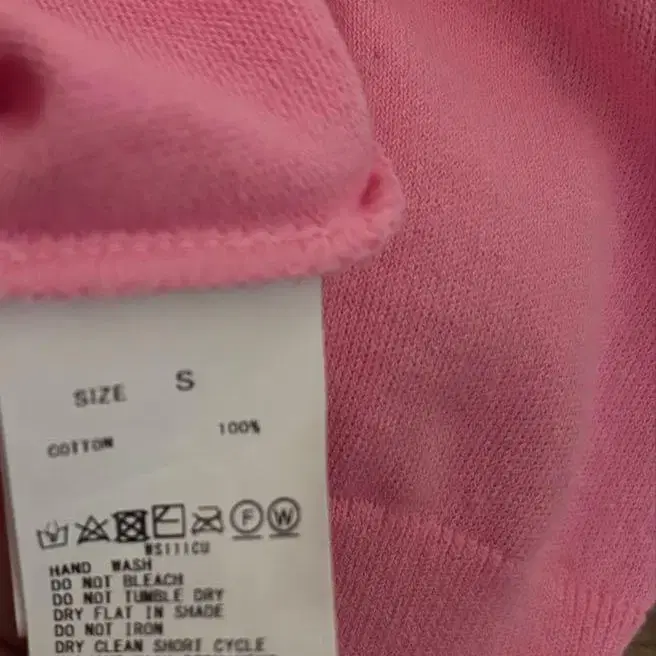 SIZE S
COTTON 100%
F W
WS111CU
HAND WASH
DO NOT BLEACH
DO NOT TUMBLE DRY
DRY FLAT IN SHADE
DO NOT IRON
DRY CLEAN SHORT CYCLE